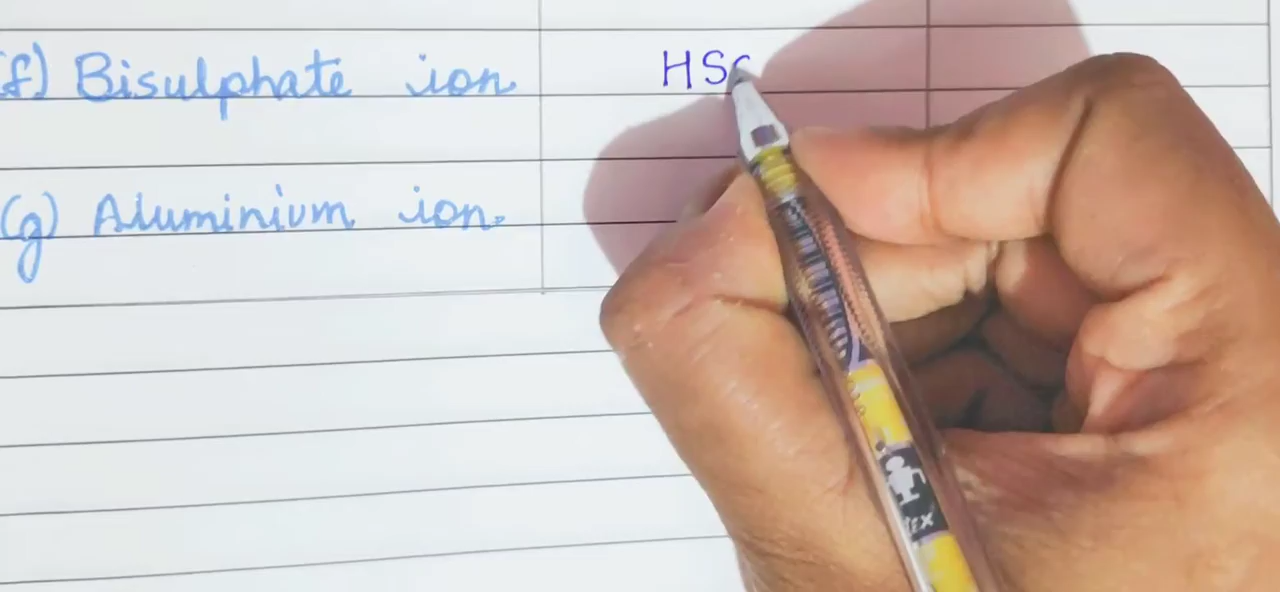 (f) Bisulphate ion HS
(g) Aluminium ion.